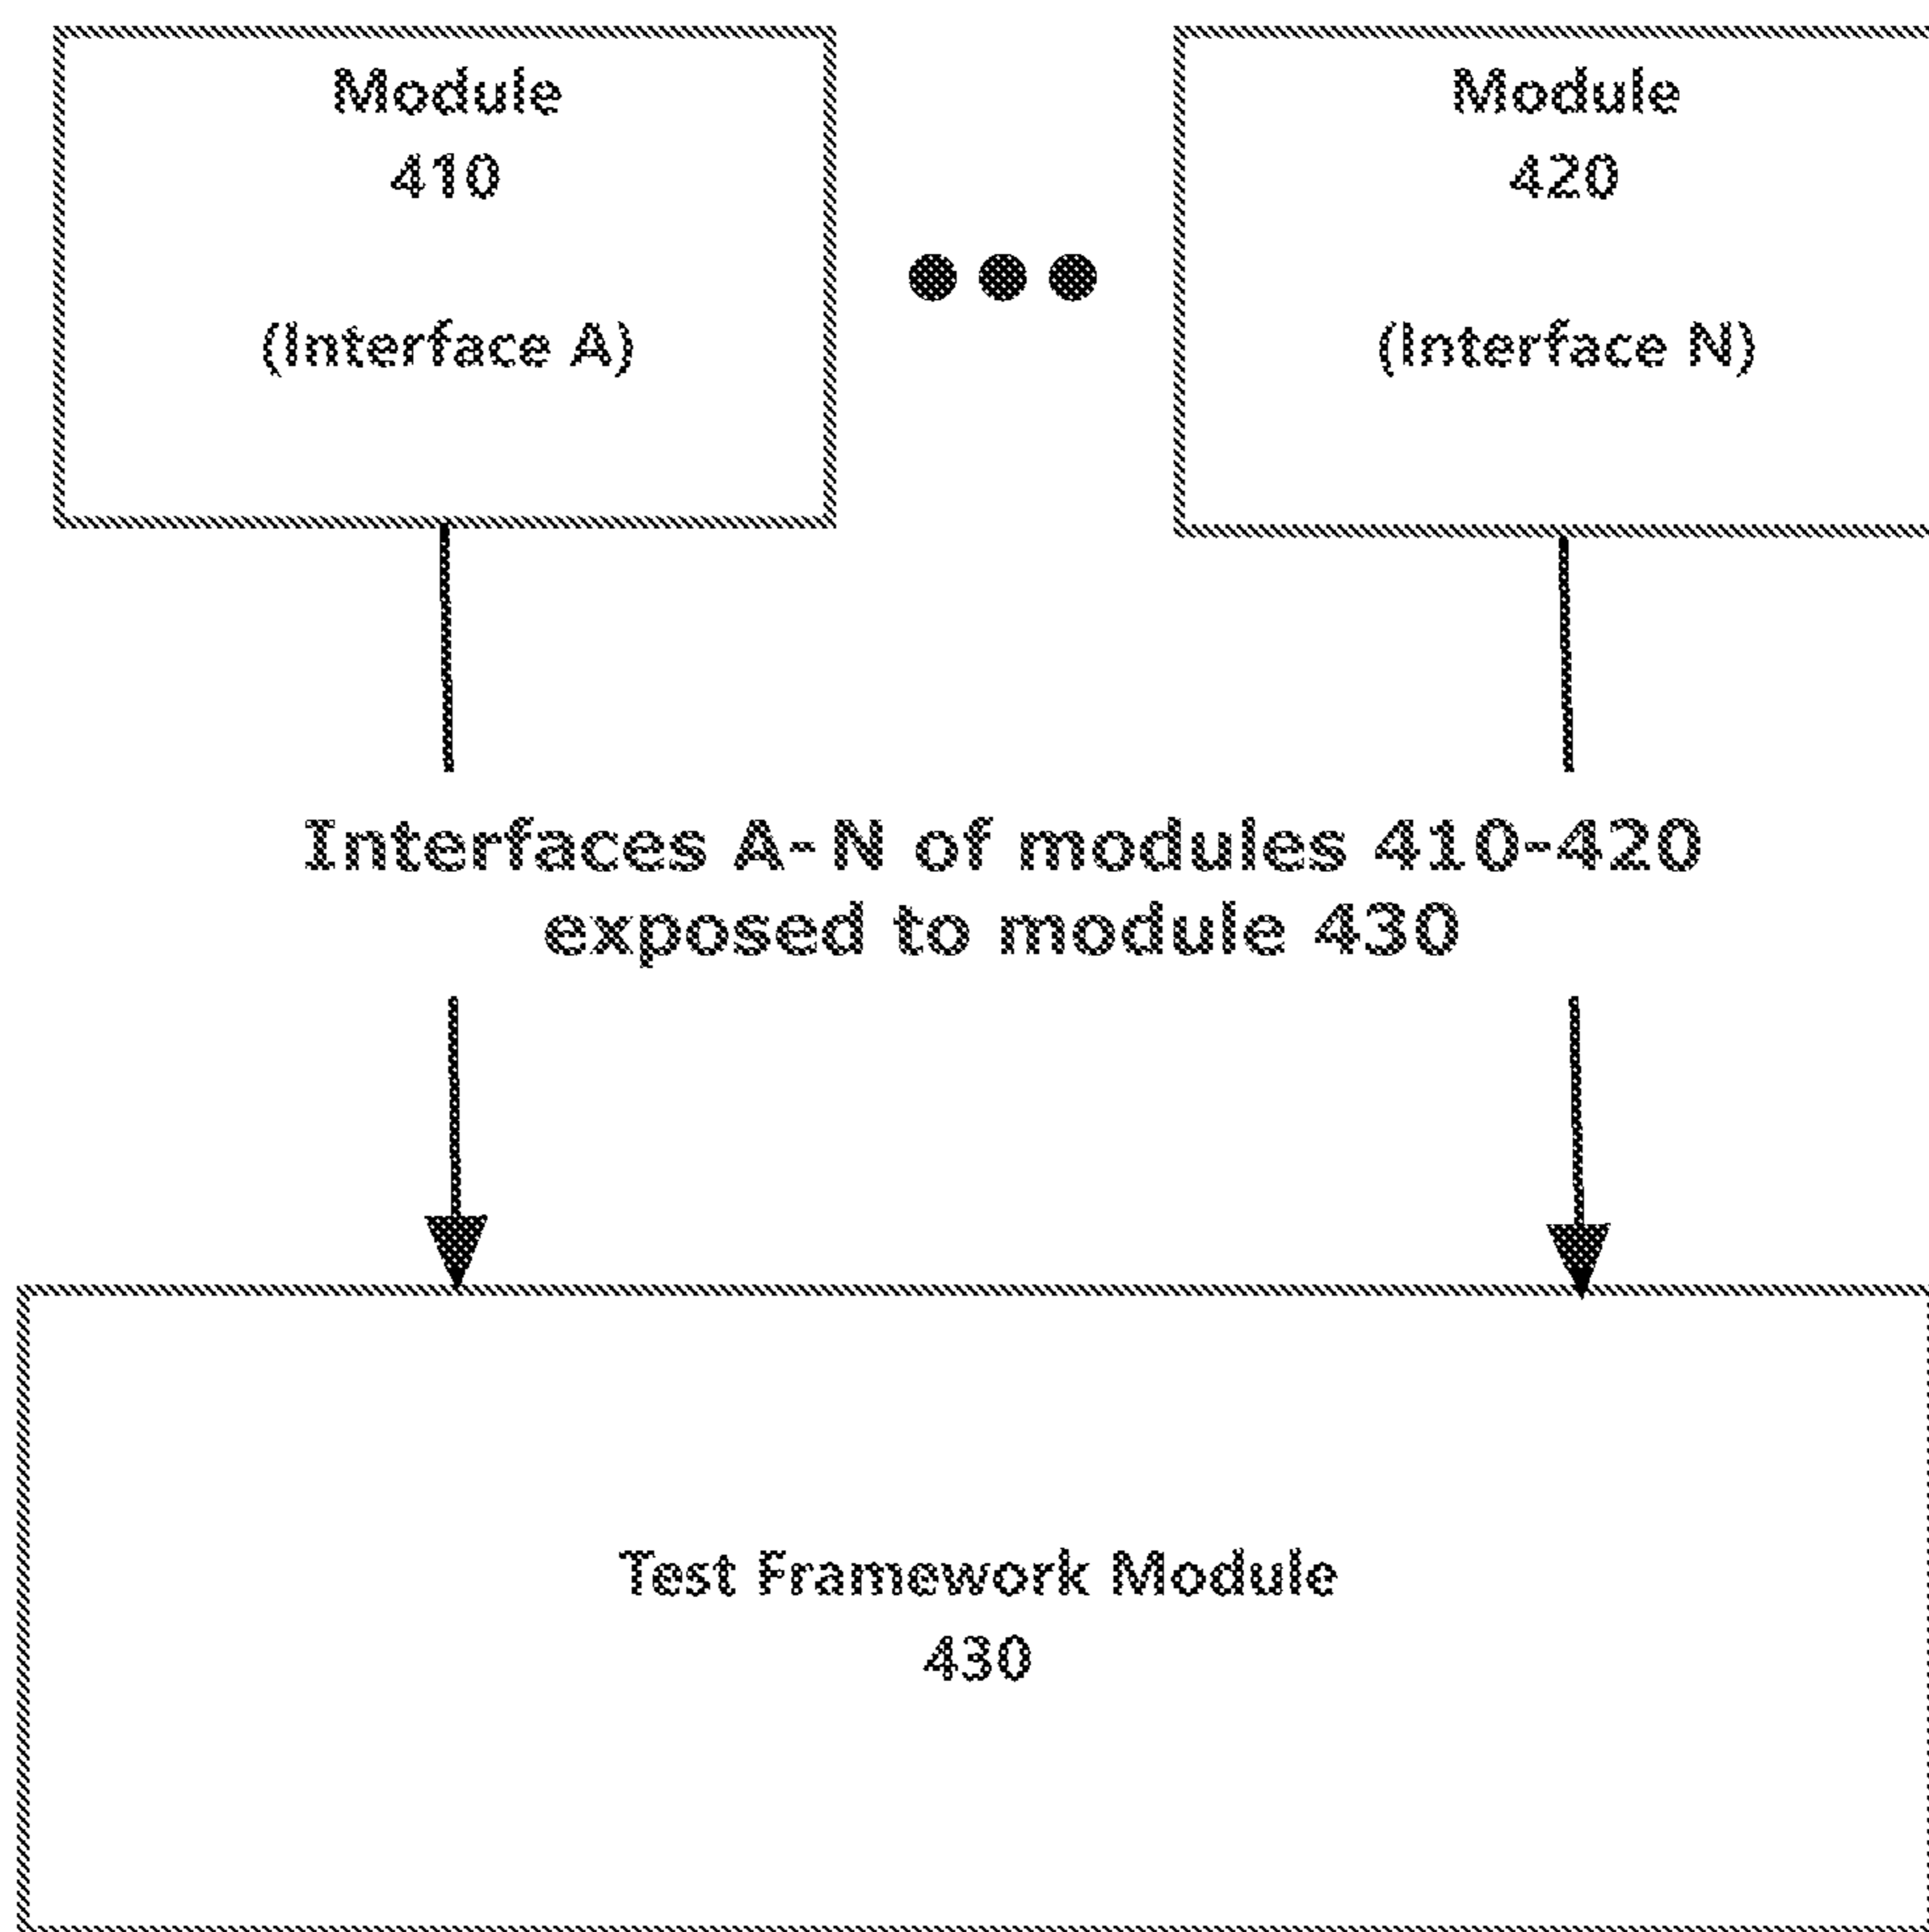 Module
410
(Interface A)
Module
420
(Interface N)
Interfaces A-N of modules 410-420
exposed to module 430
Test Framework Module
430